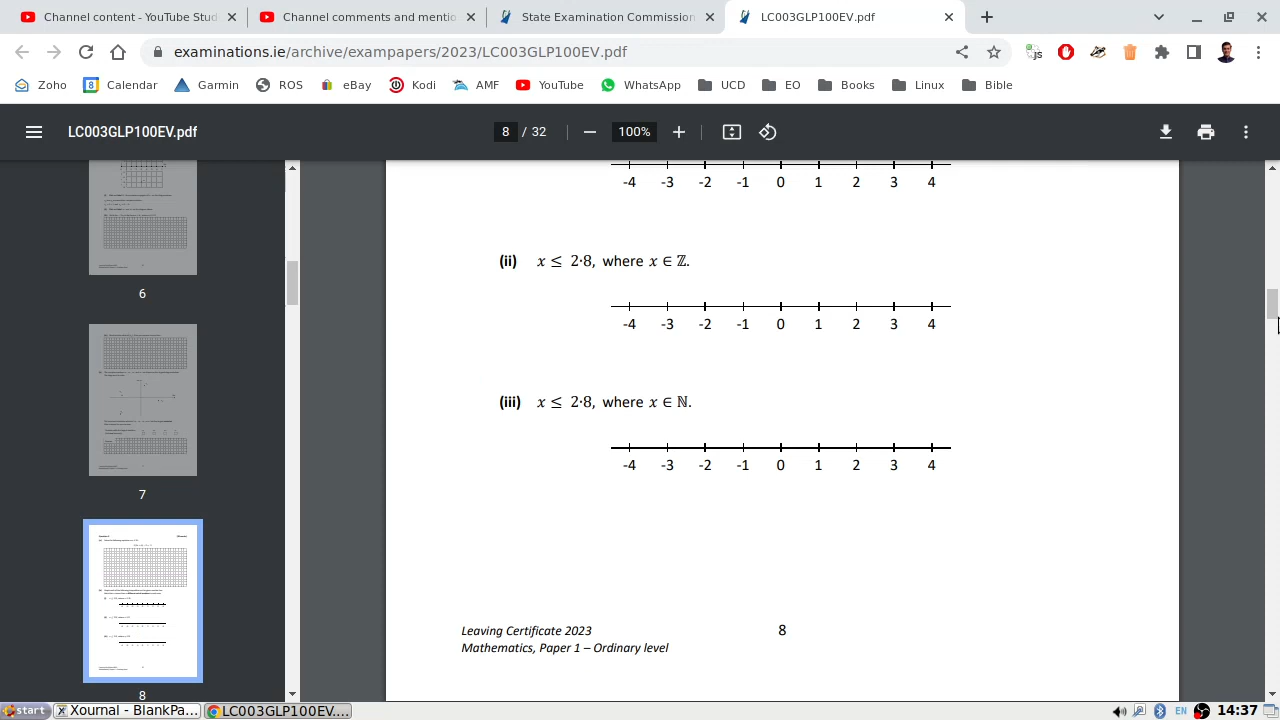 Channel content - YouTube Stud
Channel comments and menti
State Examination Commission
LC003GLP100EV.pdf
examinations.ie/archive/exampapers/2023/LC003GLP100EV.pdf
Zoho
Calendar
Garmin
ROS
eBay
Kodi
AMF
YouTube
WhatsApp
UCD
EO
Books
Linux
Bible
LC003GLP100EV.pdf
8 / 32
100%
6
7
8
-4 -3 -2 -1 0 1 2 3 4
(ii) x ≤ 2·8, where x ∈ ℤ.
-4 -3 -2 -1 0 1 2 3 4
(iii) x ≤ 2·8, where x ∈ ℕ.
-4 -3 -2 -1 0 1 2 3 4
Leaving Certificate 2023
8
Mathematics, Paper 1 – Ordinary level
start
Xournal - BlankPa...
LC003GLP100EV....
EN
14:37